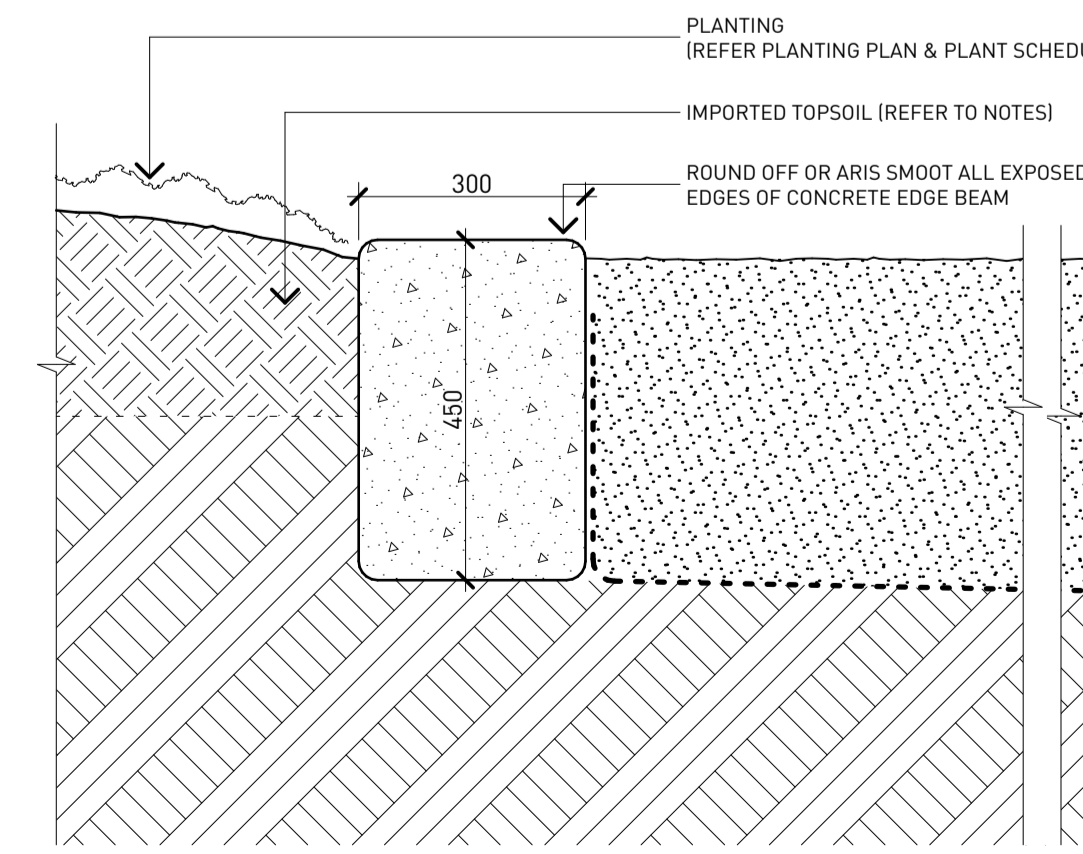 PLANTING
(REFER PLANTING PLAN & PLANT SCHEDU
IMPORTED TOPSOIL (REFER TO NOTES)
ROUND OFF OR ARIS SMOOT ALL EXPOSED
EDGES OF CONCRETE EDGE BEAM
300
450